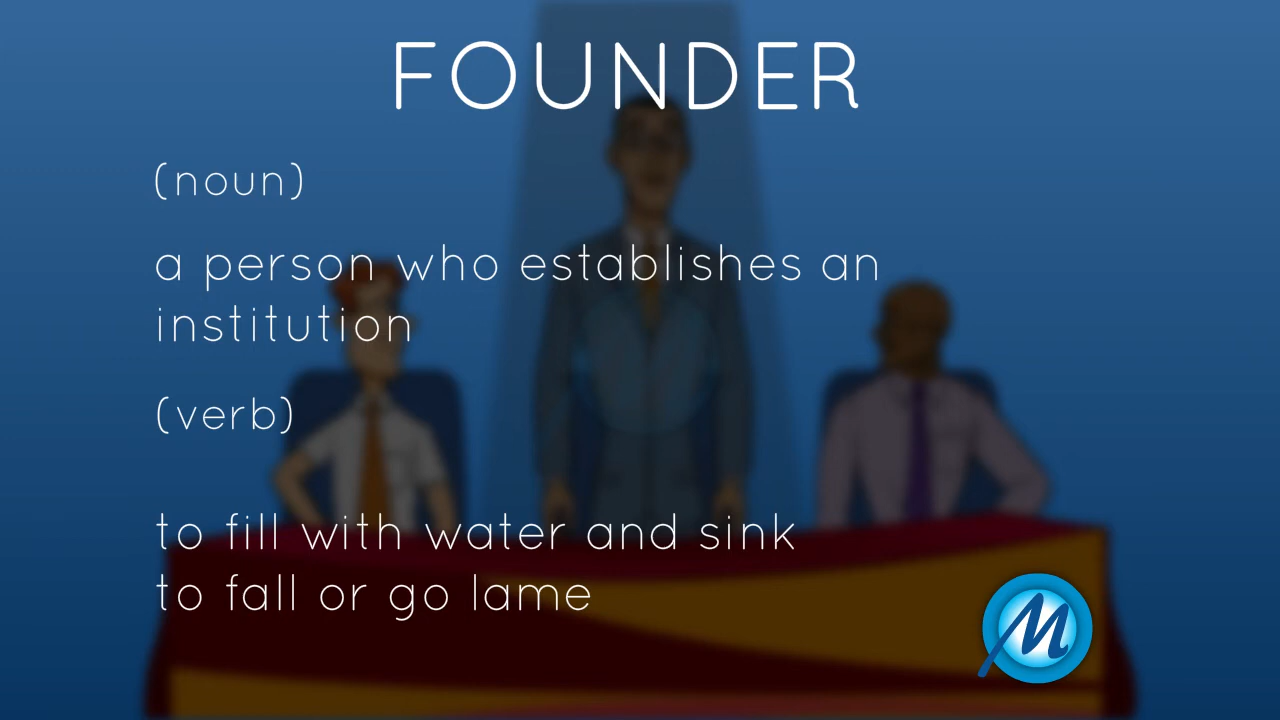 FOUNDER
(noun)
a person who establishes an
institution
(verb)
to fill with water and sink
to fall or go lame
M